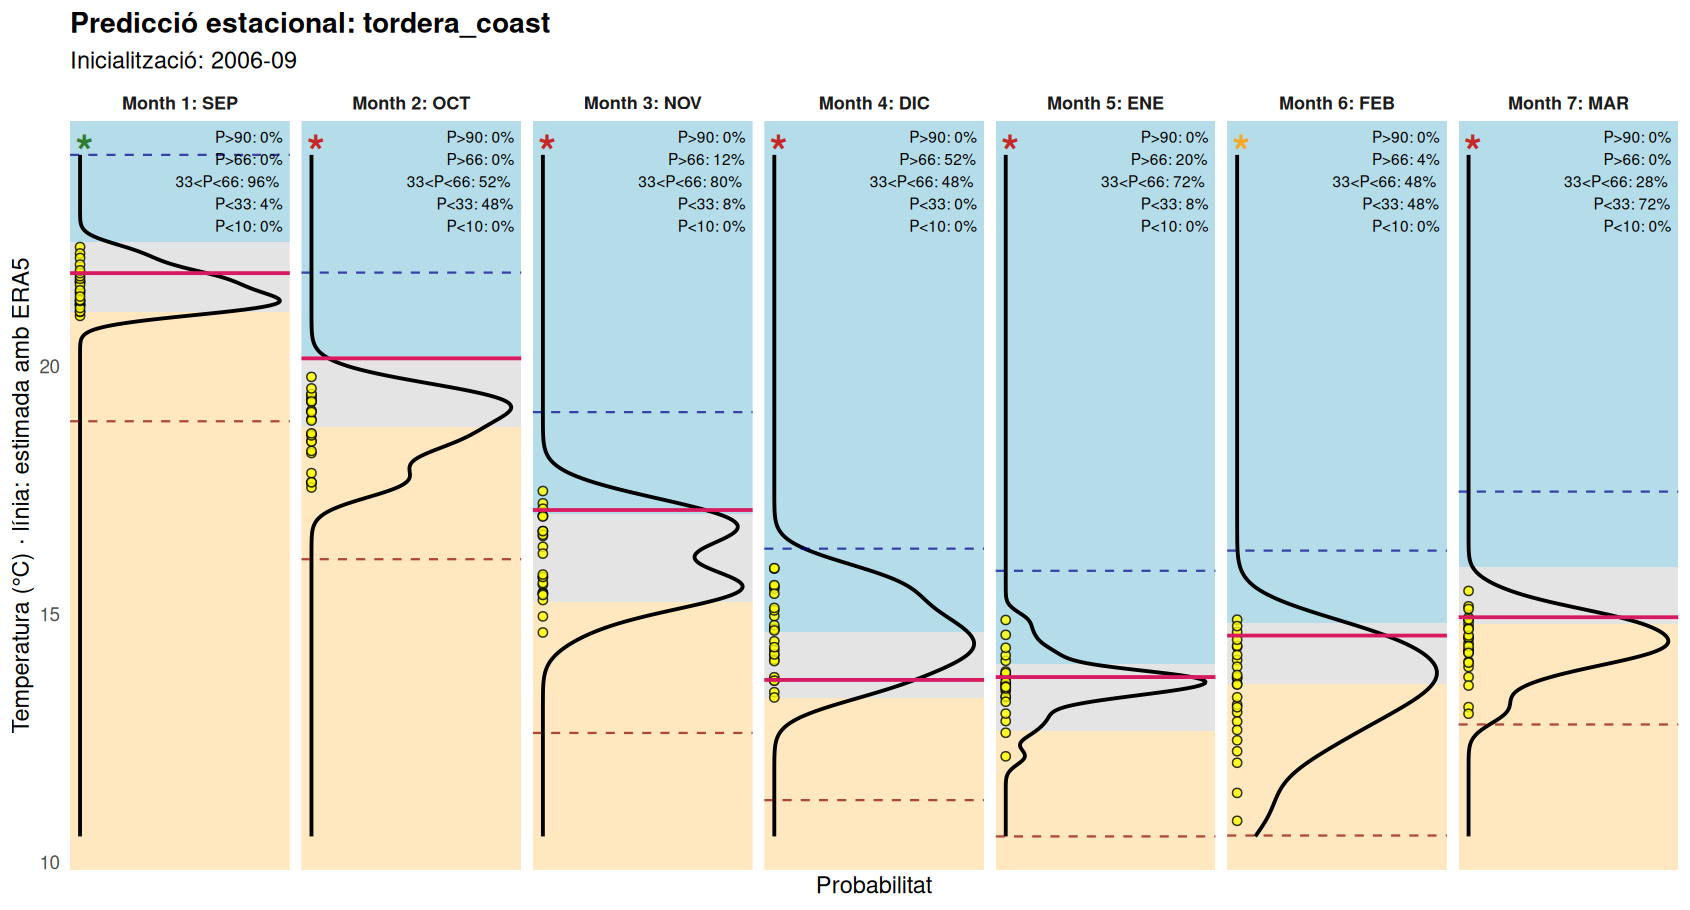 Predicció estacional: tordera_coast
Inicialització: 2006-09
Month 1: SEP
Month 2: OCT
Month 3: NOV
Month 4: DIC
Month 5: ENE
Month 6: FEB
Month 7: MAR
*
P>90: 0%
P>66: 0%
33<P<66: 96%
P<33: 4%
P<10: 0%
*
P>90: 0%
P>66: 0%
33<P<66: 52%
P<33: 48%
P<10: 0%
*
P>90: 0%
P>66: 12%
33<P<66: 80%
P<33: 8%
P<10: 0%
*
P>90: 0%
P>66: 52%
33<P<66: 48%
P<33: 0%
P<10: 0%
*
P>90: 0%
P>66: 20%
33<P<66: 72%
P<33: 8%
P<10: 0%
*
P>90: 0%
P>66: 4%
33<P<66: 48%
P<33: 48%
P<10: 0%
*
P>90: 0%
P>66: 0%
33<P<66: 28%
P<33: 72%
P<10: 0%
Temperatura (°C) · línia: estimada amb ERA5
20
15
10
Probabilitat